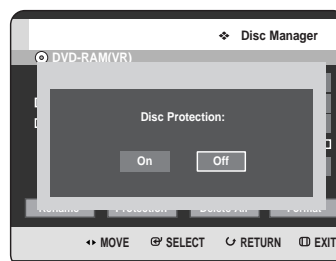 ❖ Disc Manager
DVD-RAM(VR)
Disc Protection:
On Off
MOVE SELECT RETURN EXIT